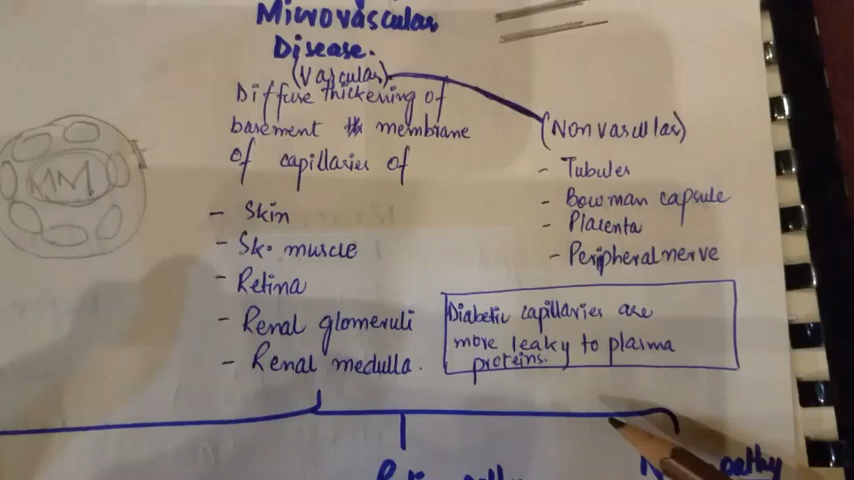 Microvascular
Disease.
(Vascular)
Diffuse thickening of
basement membrane
of capillaries of
- Skin
- Sk. muscle
- Retina
- Renal glomeruli
- Renal medulla.
(Nonvascular)
- Tubules
- Bowman capsule
- Placenta
- Peripheral nerve
Diabetic capillaries are
more leaky to plasma
proteins.
MM